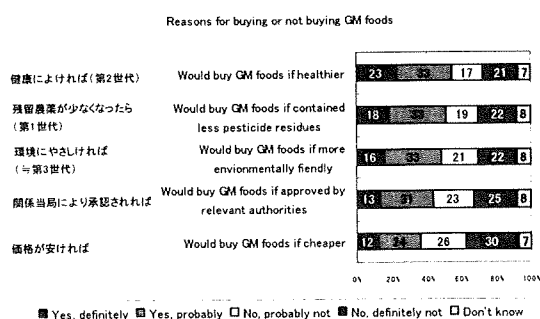 Reasons for buying or not buying GM foods
健康によければ(第2世代) Would buy GM foods if healthier 23 17 21 7
残留農薬が少なくなったら Would buy GM foods if contained
(第1世代) less pesticide residues 18 33 19 22 8
環境にやさしければ Would buy GM foods if more
(≒第3世代) envionmentally fiendly 16 33 21 22 8
関係当局により承認されれば Would buy GM foods if approved by
relevant authorities 13 31 23 25 8
価格が安ければ Would buy GM foods if cheaper 12 24 26 30 7
0% 20% 40% 60% 80% 100%
Yes, definitely Yes, probably No, probably not No, definitely not Don't know